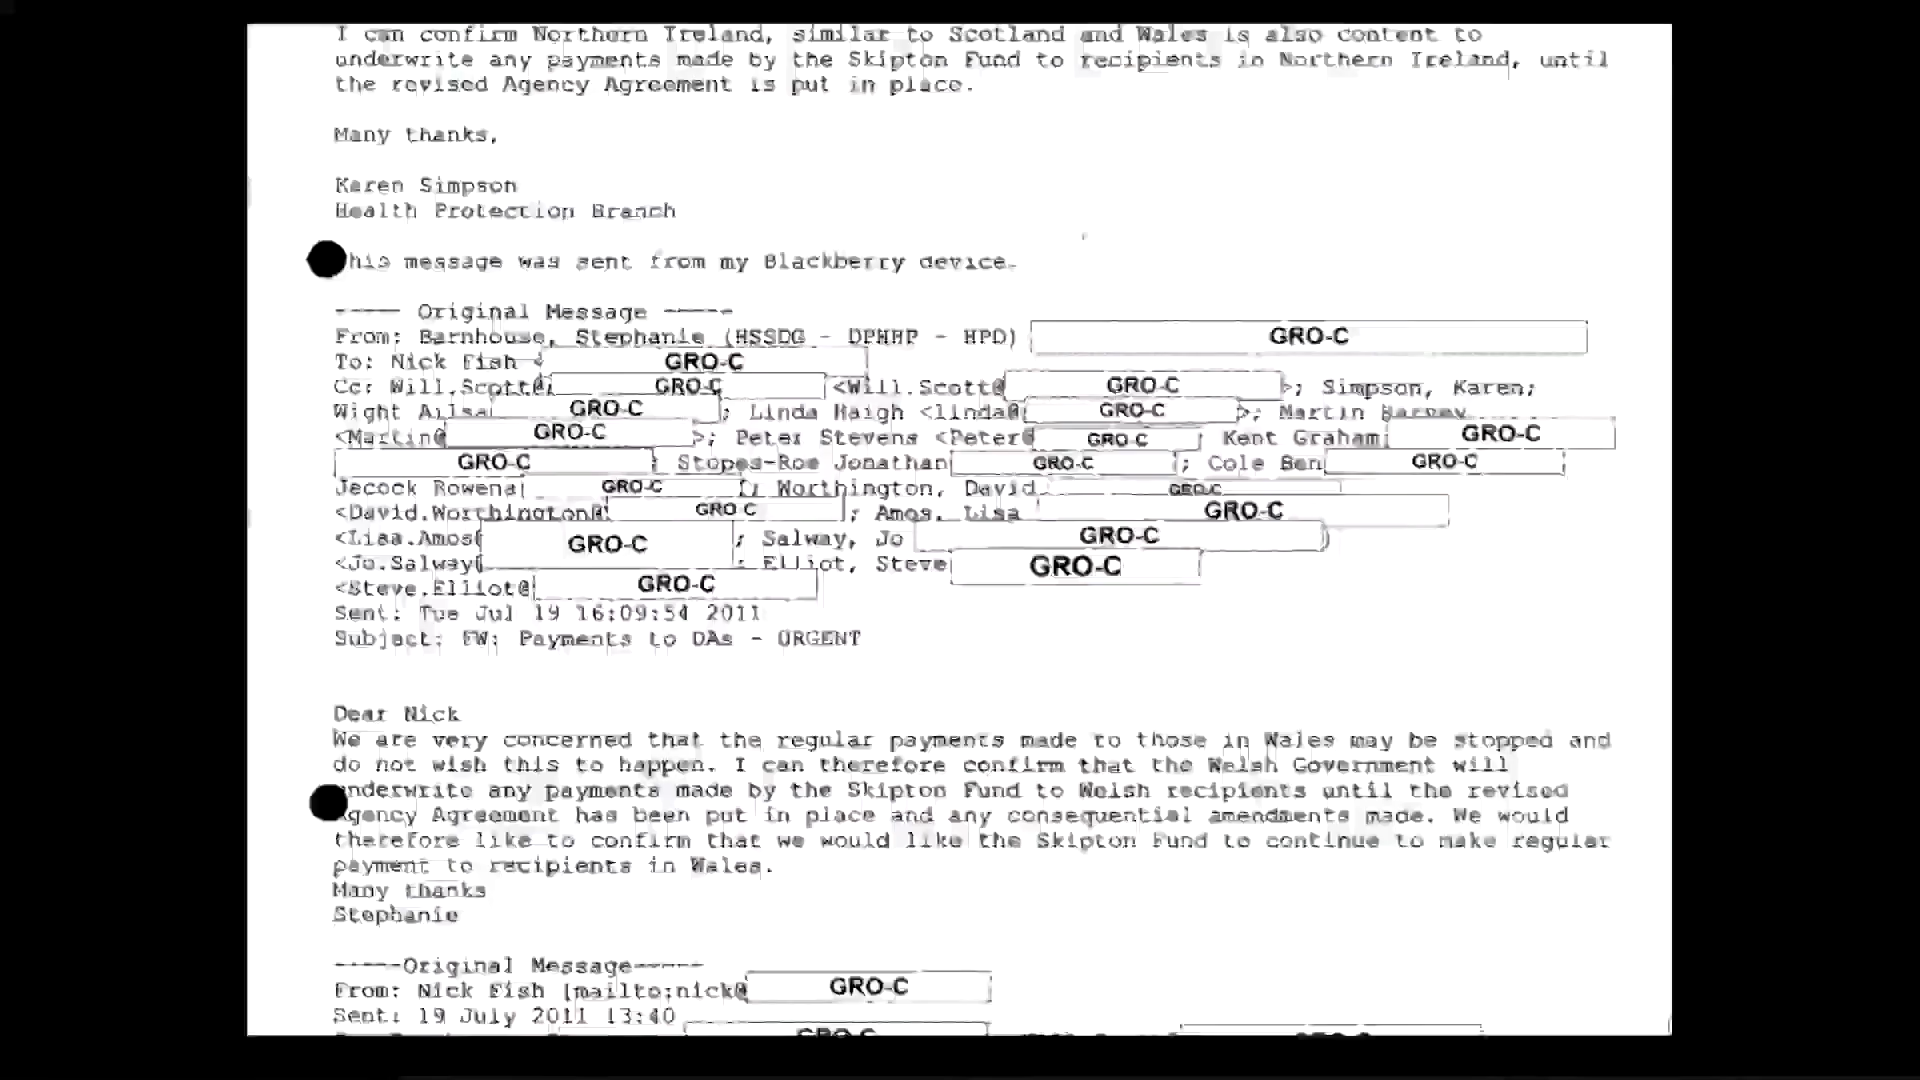 I can confirm Northern Ireland, similar to Scotland and Wales is also content to
underwrite any payments made by the Skipton Fund to recipients in Northern Ireland, until
the revised Agency Agreement is put in place.
Many thanks,
Karen Simpson
Health Protection Branch
his message was sent from my Blackberry device.
----- Original Message -----
From: Barnhouse, Stephanie (HSSDG - DPHHP - HPD) GRO-C
To: Nick Fish < GRO-C
Cc: Will.Scott@ GRO-C <Will.Scott@ GRO-C >; Simpson, Karen;
Wight Ailsa GRO-C ; Linda Haigh <linda@ GRO-C >; Martin Harvey
<Martin@ GRO-C >; Peter Stevens <Peter@ GRO-C ; Kent Graham GRO-C
GRO-C ; Stopes-Roe Jonathan GRO-C ; Cole Ben GRO-C
Jecock Rowena GRO-C ; Worthington, David GRO-C
<David.Worthington@ GRO-C ; Amos, Lisa GRO-C
<Lisa.Amos GRO-C ; Salway, Jo GRO-C )
<Jo.Salway ; Elliot, Steve GRO-C
<Steve.Elliot@ GRO-C
Sent: Tue Jul 19 16:09:54 2011
Subject: FW: Payments to DAs - URGENT
Dear Nick
We are very concerned that the regular payments made to those in Wales may be stopped and
do not wish this to happen. I can therefore confirm that the Welsh Government will
underwrite any payments made by the Skipton Fund to Welsh recipients until the revised
Agency Agreement has been put in place and any consequential amendments made. We would
therefore like to confirm that we would like the Skipton Fund to continue to make regular
payment to recipients in Wales.
Many thanks
Stephanie
-----Original Message-----
From: Nick Fish [mailto:nick@ GRO-C
Sent: 19 July 2011 13:40
GRO-C GRO-C